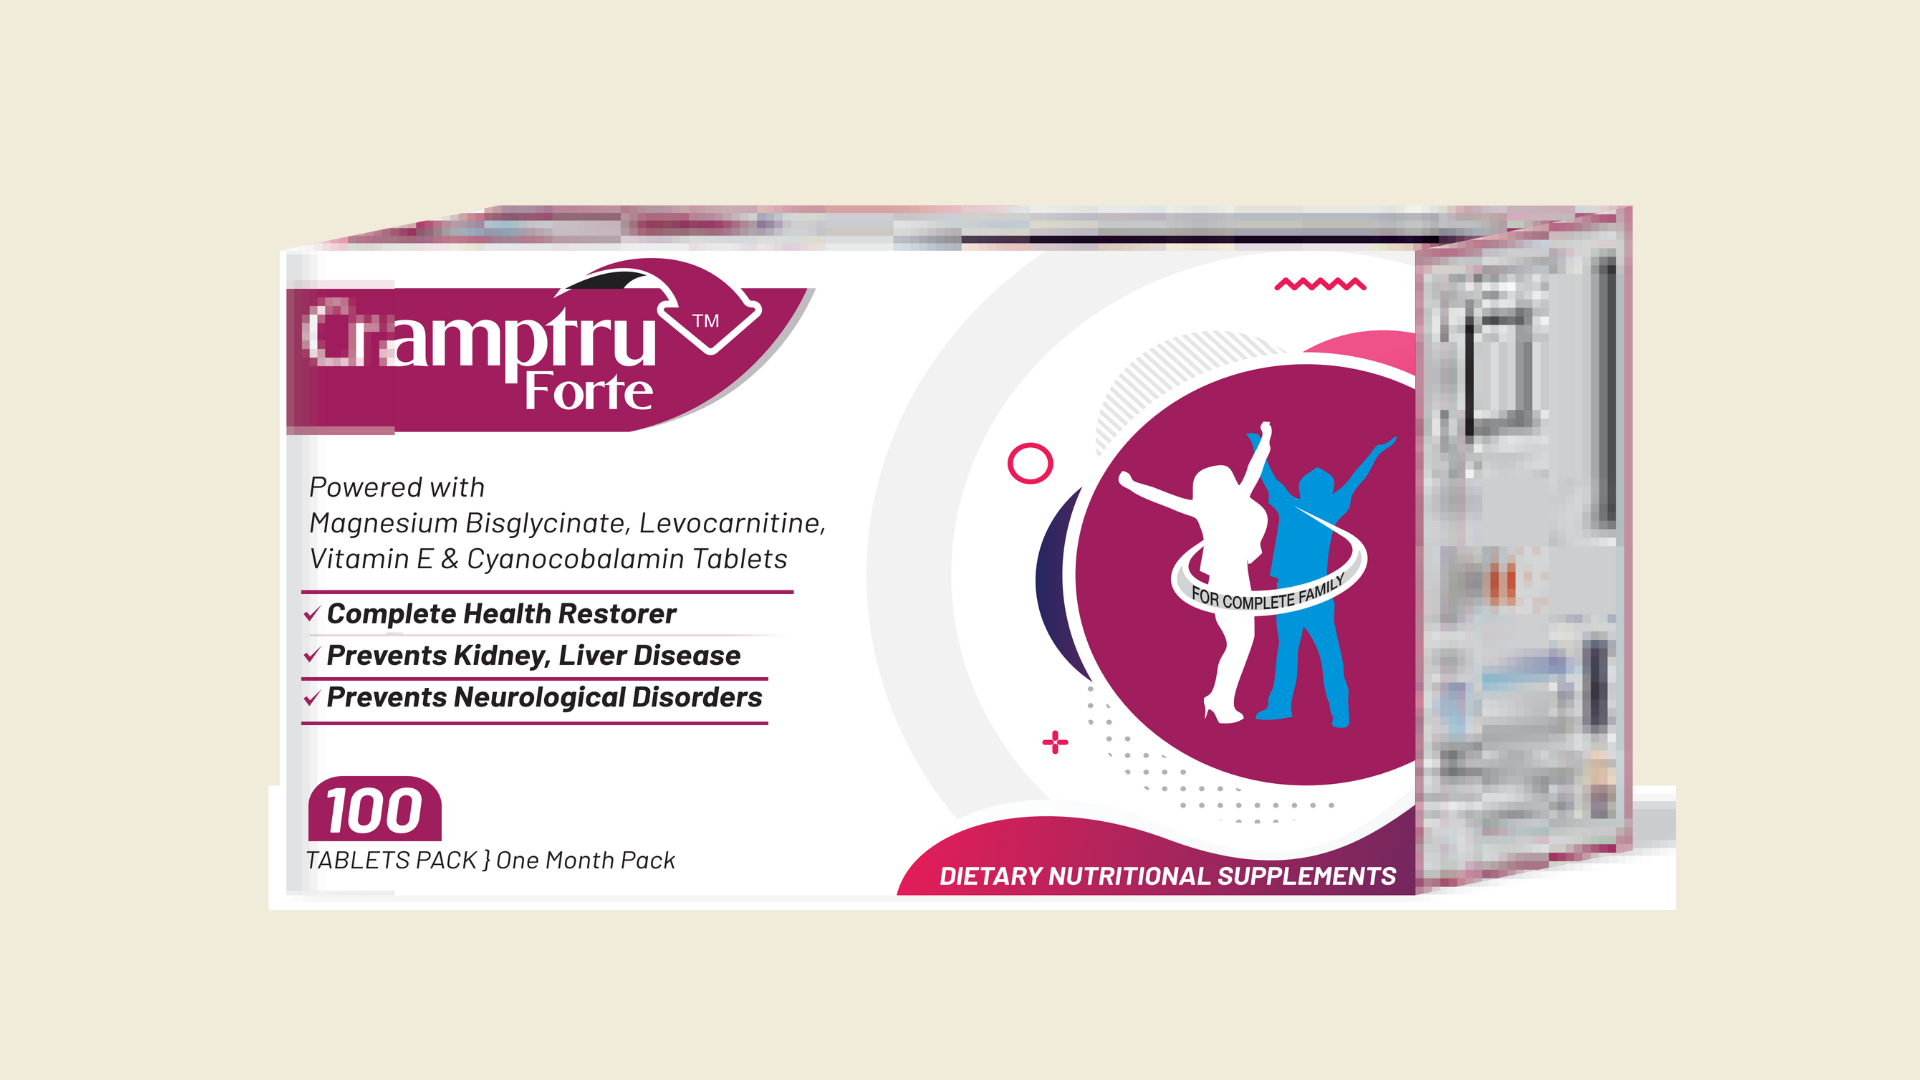 Cramptru
TM
Forte
Powered with
Magnesium Bisglycinate, Levocarnitine,
Vitamin E & Cyanocobalamin Tablets
Complete Health Restorer
Prevents Kidney, Liver Disease
Prevents Neurological Disorders
100
TABLETS PACK } One Month Pack
FOR COMPLETE FAMILY
DIETARY NUTRITIONAL SUPPLEMENTS